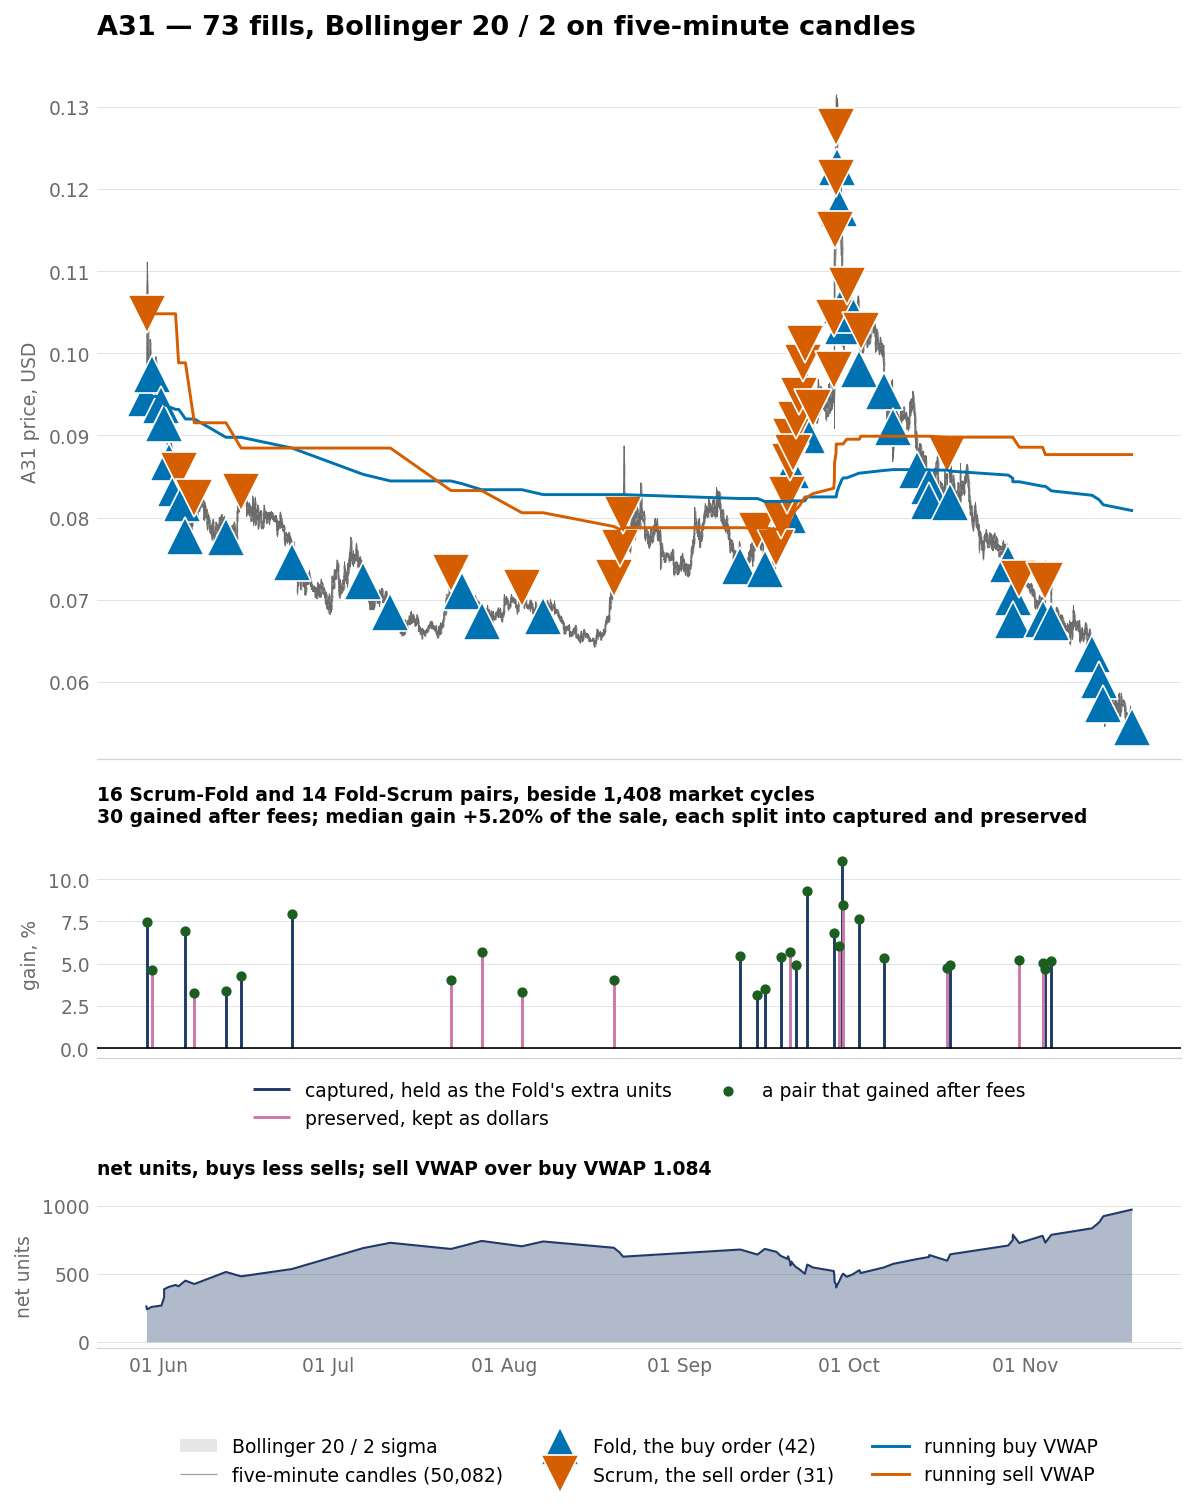 A31 — 73 fills, Bollinger 20 / 2 on five-minute candles
0.13
0.12
0.11
0.10
0.09
0.08
0.07
0.06
A31 price, USD
16 Scrum-Fold and 14 Fold-Scrum pairs, beside 1,408 market cycles
30 gained after fees; median gain +5.20% of the sale, each split into captured and preserved
10.0
7.5
5.0
2.5
0.0
gain, %
captured, held as the Fold's extra units
preserved, kept as dollars
a pair that gained after fees
net units, buys less sells; sell VWAP over buy VWAP 1.084
1000
500
0
net units
01 Jun
01 Jul
01 Aug
01 Sep
01 Oct
01 Nov
Bollinger 20 / 2 sigma
five-minute candles (50,082)
Fold, the buy order (42)
Scrum, the sell order (31)
running buy VWAP
running sell VWAP